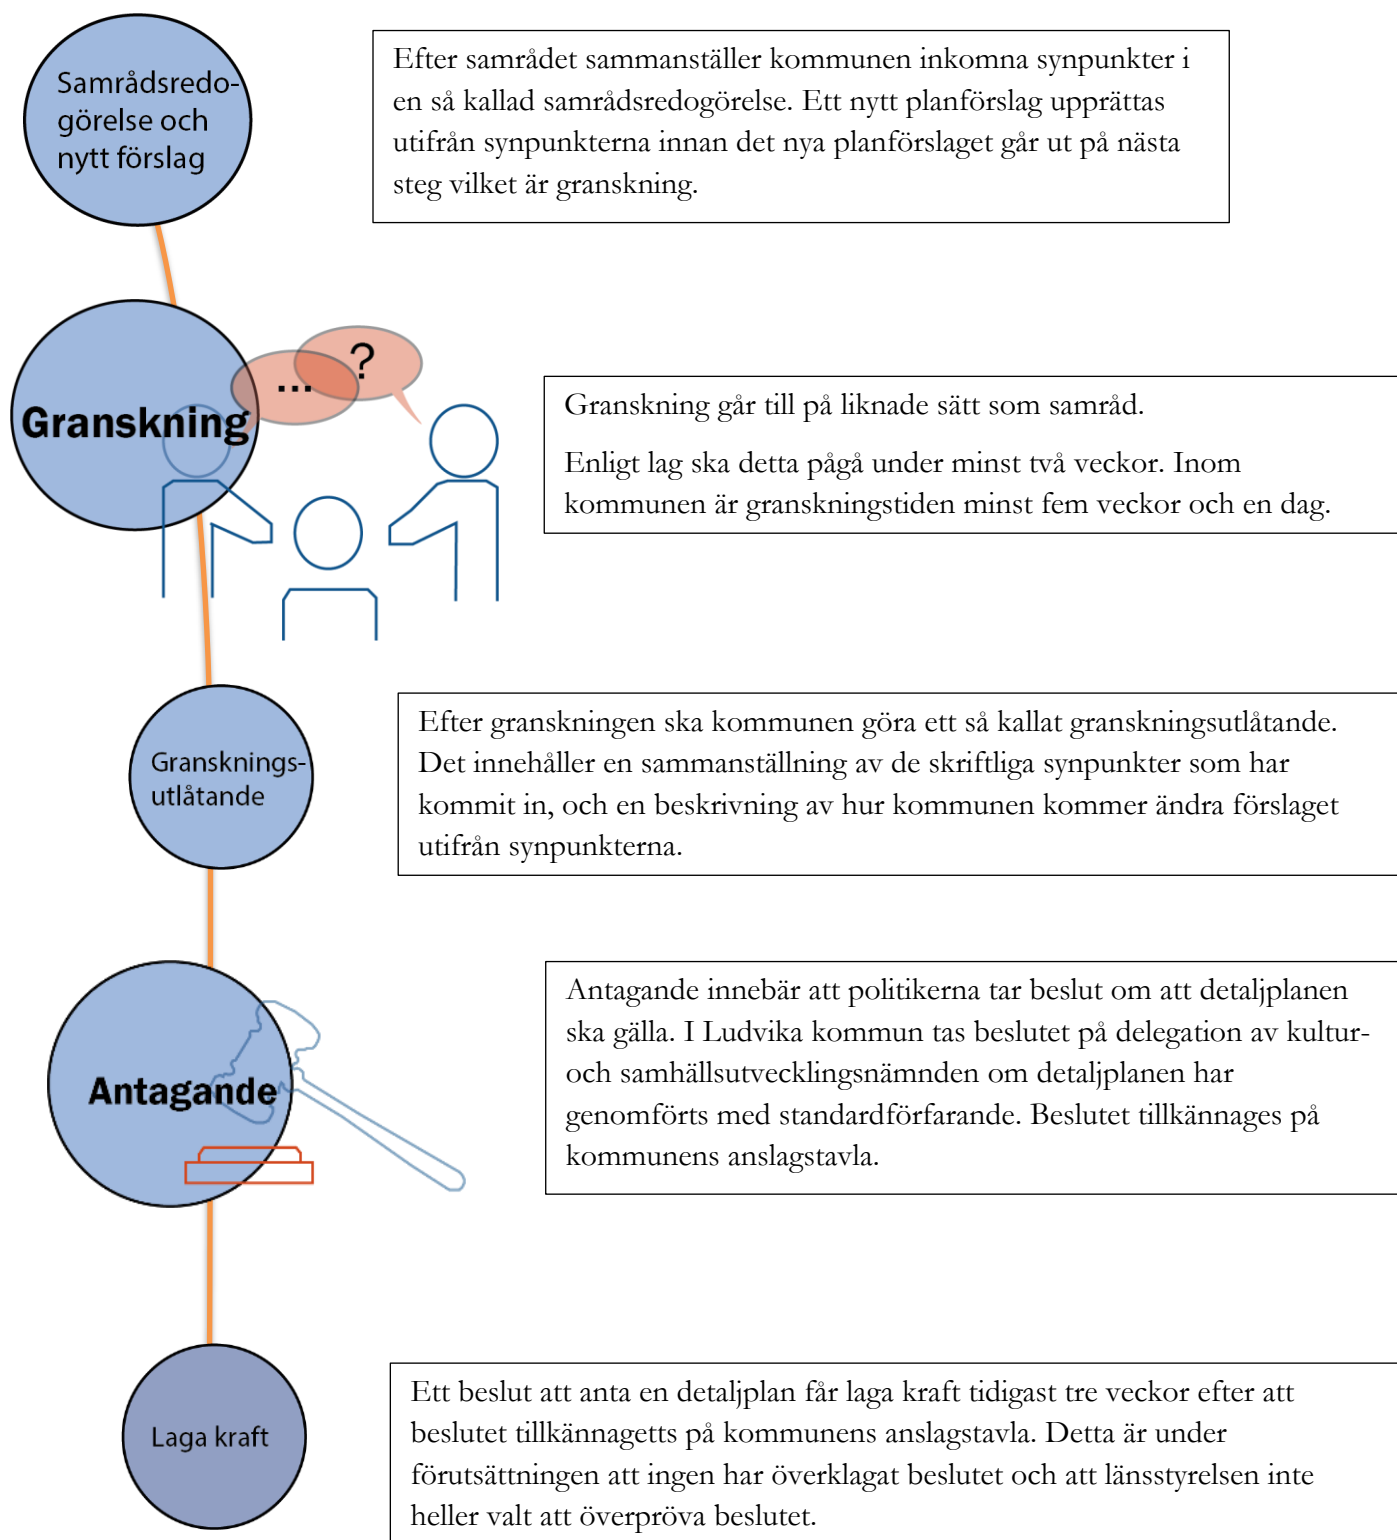 Samrådsredo-
görelse och
nytt förslag
Efter samrådet sammanställer kommunen inkomna synpunkter i
en så kallad samrådsredogörelse. Ett nytt planförslag upprättas
utifrån synpunkterna innan det nya planförslaget går ut på nästa
steg vilket är granskning.
... ?
Granskning
Granskning går till på liknade sätt som samråd.
Enligt lag ska detta pågå under minst två veckor. Inom
kommunen är granskningstiden minst fem veckor och en dag.
Gransknings-
utlåtande
Efter granskningen ska kommunen göra ett så kallat granskningsutlåtande.
Det innehåller en sammanställning av de skriftliga synpunkter som har
kommit in, och en beskrivning av hur kommunen kommer ändra förslaget
utifrån synpunkterna.
Antagande
Antagande innebär att politikerna tar beslut om att detaljplanen
ska gälla. I Ludvika kommun tas beslutet på delegation av kultur-
och samhällsutvecklingsnämnden om detaljplanen har
genomförts med standardförfarande. Beslutet tillkännages på
kommunens anslagstavla.
Laga kraft
Ett beslut att anta en detaljplan får laga kraft tidigast tre veckor efter att
beslutet tillkännagetts på kommunens anslagstavla. Detta är under
förutsättningen att ingen har överklagat beslutet och att länsstyrelsen inte
heller valt att överpröva beslutet.